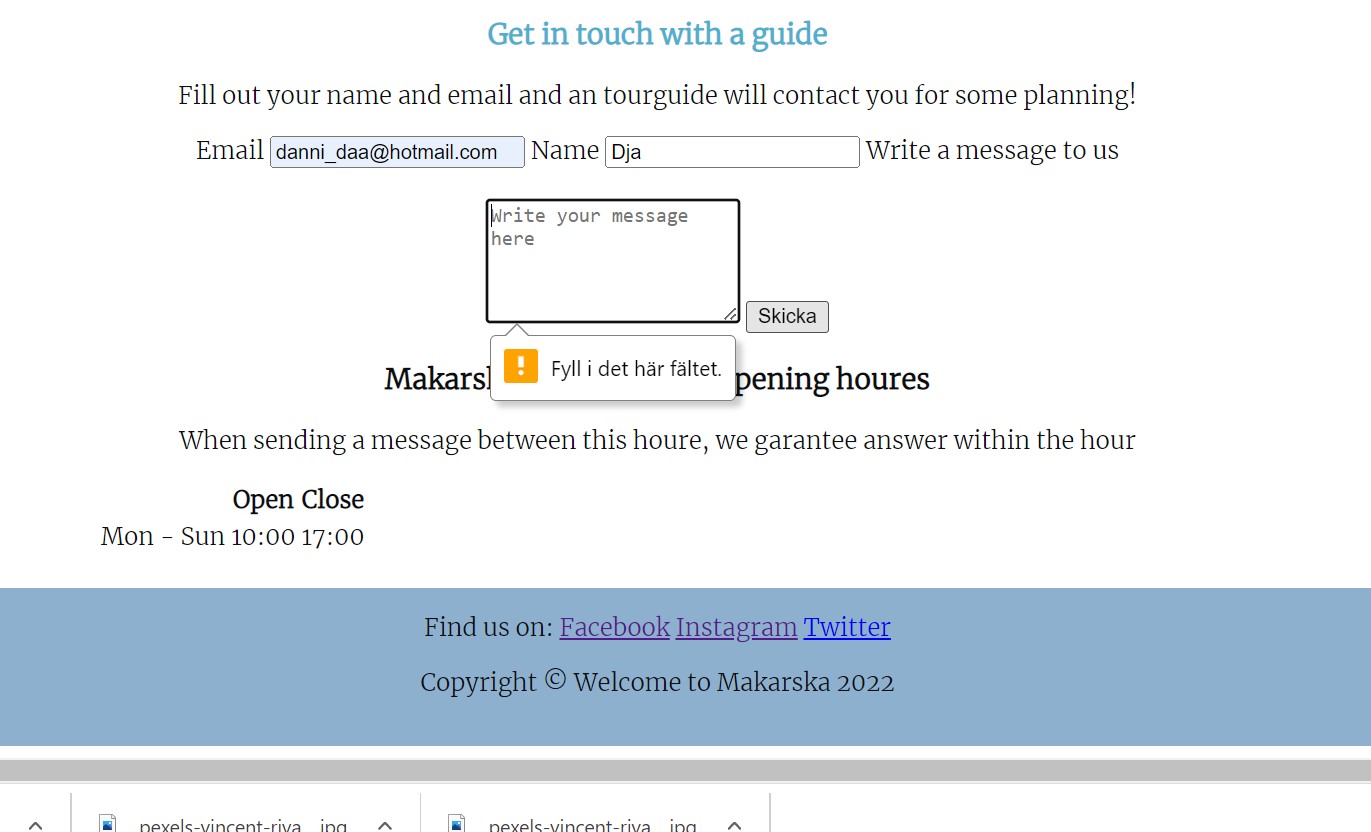 Get in touch with a guide
Fill out your name and email and an tourguide will contact you for some planning!
Email danni_daa@hotmail.com Name Dja Write a message to us
Write your message
here
Skicka
Fyll i det här fältet.
Makarsk pening houres
When sending a message between this houre, we garantee answer within the hour
Open Close
Mon - Sun 10:00 17:00
Find us on: Facebook Instagram Twitter
Copyright © Welcome to Makarska 2022
pexels-vincent-riva....jpg pexels-vincent-riva....jpg